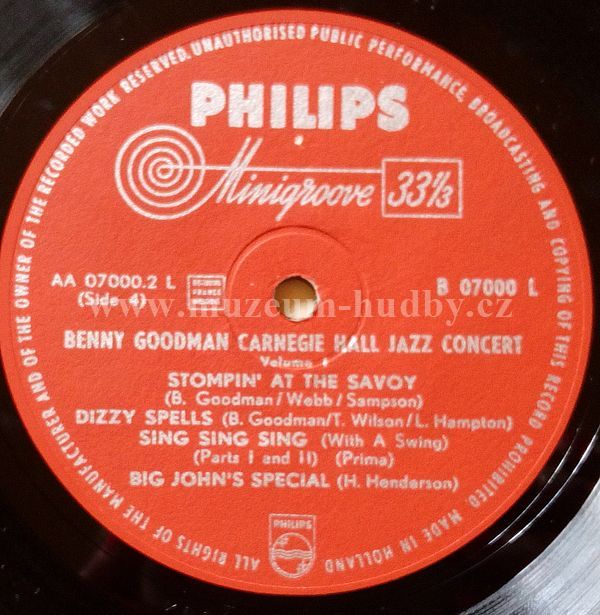 ALL RIGHTS OF THE MANUFACTURER AND OF THE OWNER OF THE RECORDED WORK RESERVED. UNAUTHORISED PUBLIC PERFORMANCE, BROADCASTING AND COPYING OF THIS RECORD PROHIBITED. MADE IN HOLLAND
PHILIPS
Minigroove 33⅓
AA 07000.2 L B 07000 L
(Side 4)
www.muzeum-hudby.cz
BENNY GOODMAN CARNEGIE HALL JAZZ CONCERT
Volume
STOMPIN' AT THE SAVOY
(B. Goodman/Webb/Sampson)
DIZZY SPELLS (B. Goodman/T. Wilson/L. Hampton)
SING SING SING (With A Swing)
(Parts I and II) (Prima)
BIG JOHN'S SPECIAL (H. Henderson)
PHILIPS